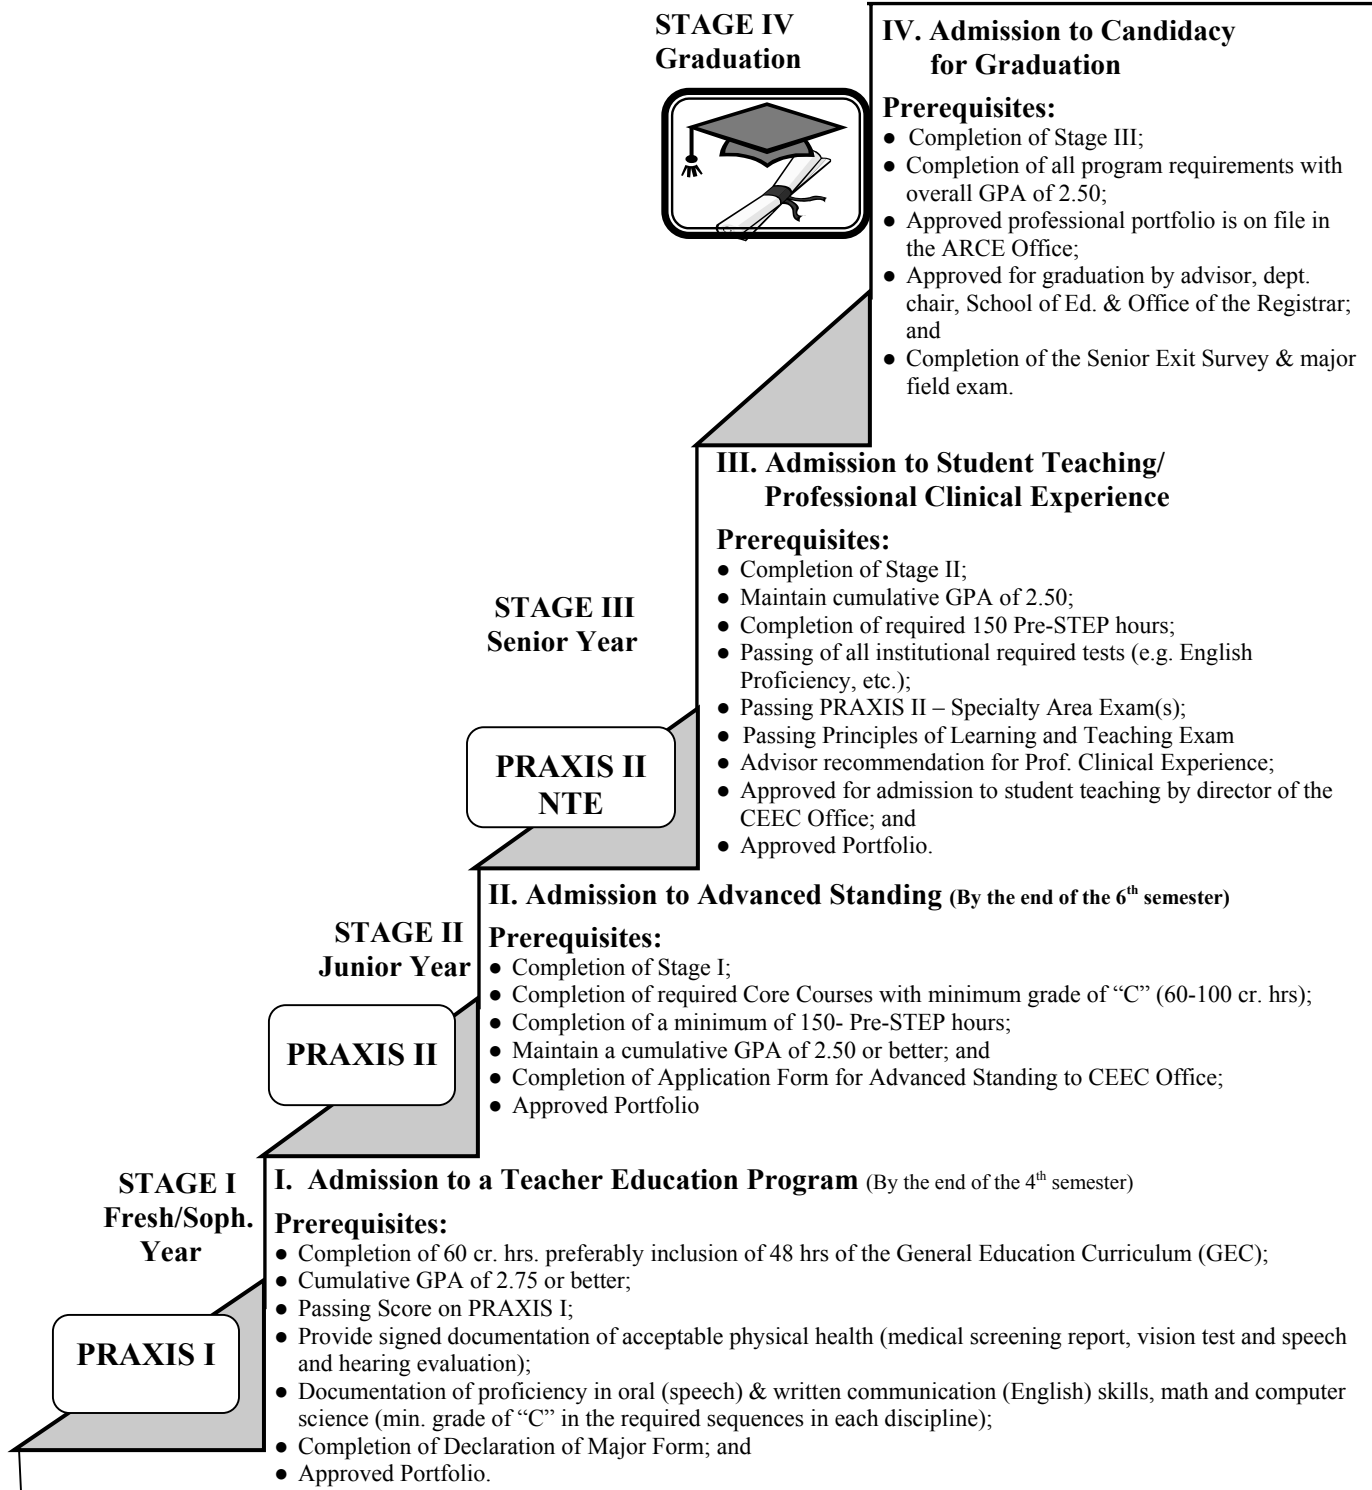 STAGE IV
Graduation
IV. Admission to Candidacy
for Graduation
Prerequisites:
● Completion of Stage III;
● Completion of all program requirements with
overall GPA of 2.50;
● Approved professional portfolio is on file in
the ARCE Office;
● Approved for graduation by advisor, dept.
chair, School of Ed. & Office of the Registrar;
and
● Completion of the Senior Exit Survey & major
field exam.
III. Admission to Student Teaching/
Professional Clinical Experience
STAGE III
Senior Year
PRAXIS II
NTE
Prerequisites:
● Completion of Stage II;
● Maintain cumulative GPA of 2.50;
● Completion of required 150 Pre-STEP hours;
● Passing of all institutional required tests (e.g. English
Proficiency, etc.);
● Passing PRAXIS II – Specialty Area Exam(s);
● Passing Principles of Learning and Teaching Exam
● Advisor recommendation for Prof. Clinical Experience;
● Approved for admission to student teaching by director of the
CEEC Office; and
● Approved Portfolio.
II. Admission to Advanced Standing (By the end of the 6th semester)
STAGE II
Junior Year
PRAXIS II
Prerequisites:
● Completion of Stage I;
● Completion of required Core Courses with minimum grade of “C” (60-100 cr. hrs);
● Completion of a minimum of 150- Pre-STEP hours;
● Maintain a cumulative GPA of 2.50 or better; and
● Completion of Application Form for Advanced Standing to CEEC Office;
● Approved Portfolio
STAGE I
Fresh/Soph.
Year
PRAXIS I
I. Admission to a Teacher Education Program (By the end of the 4th semester)
Prerequisites:
● Completion of 60 cr. hrs. preferably inclusion of 48 hrs of the General Education Curriculum (GEC);
● Cumulative GPA of 2.75 or better;
● Passing Score on PRAXIS I;
● Provide signed documentation of acceptable physical health (medical screening report, vision test and speech
and hearing evaluation);
● Documentation of proficiency in oral (speech) & written communication (English) skills, math and computer
science (min. grade of “C” in the required sequences in each discipline);
● Completion of Declaration of Major Form; and
● Approved Portfolio.